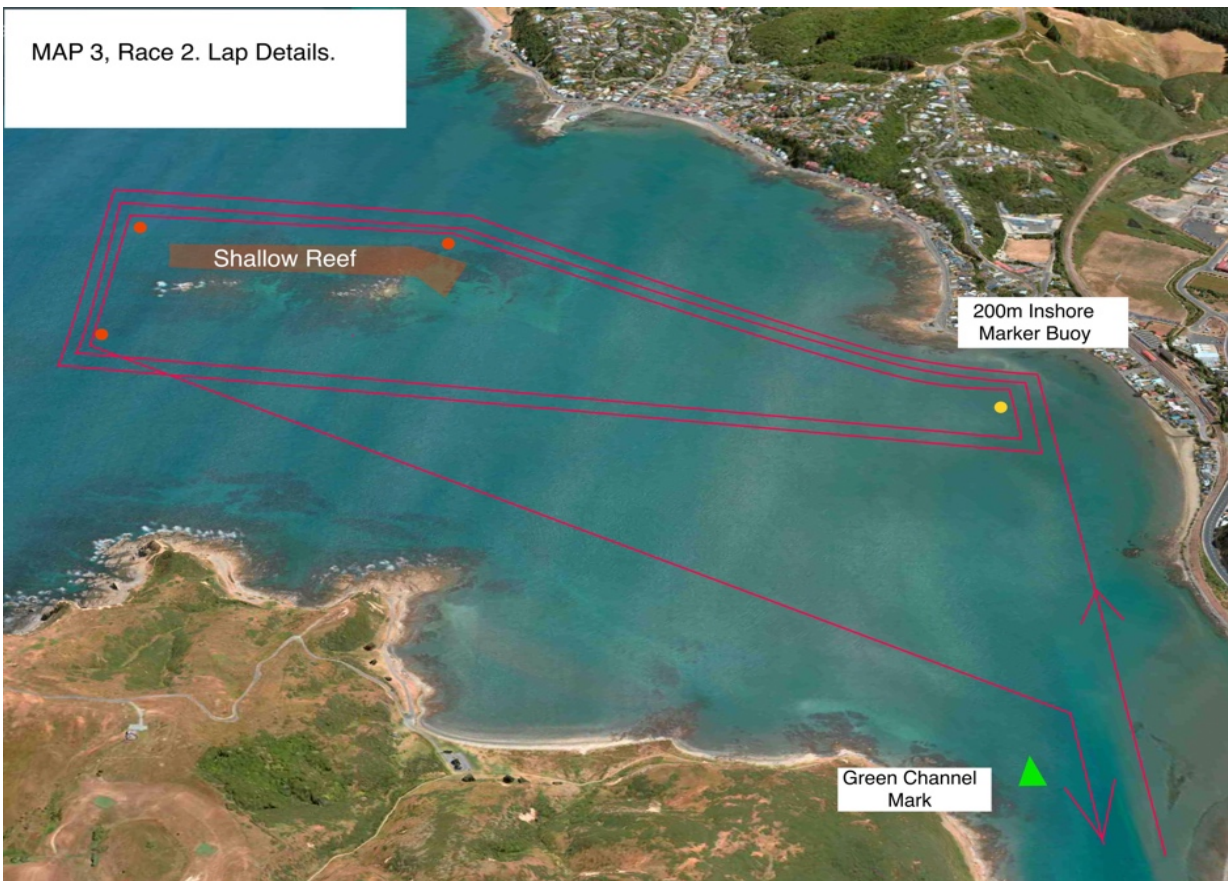 MAP 3, Race 2. Lap Details.
Shallow Reef
200m Inshore
Marker Buoy
Green Channel
Mark